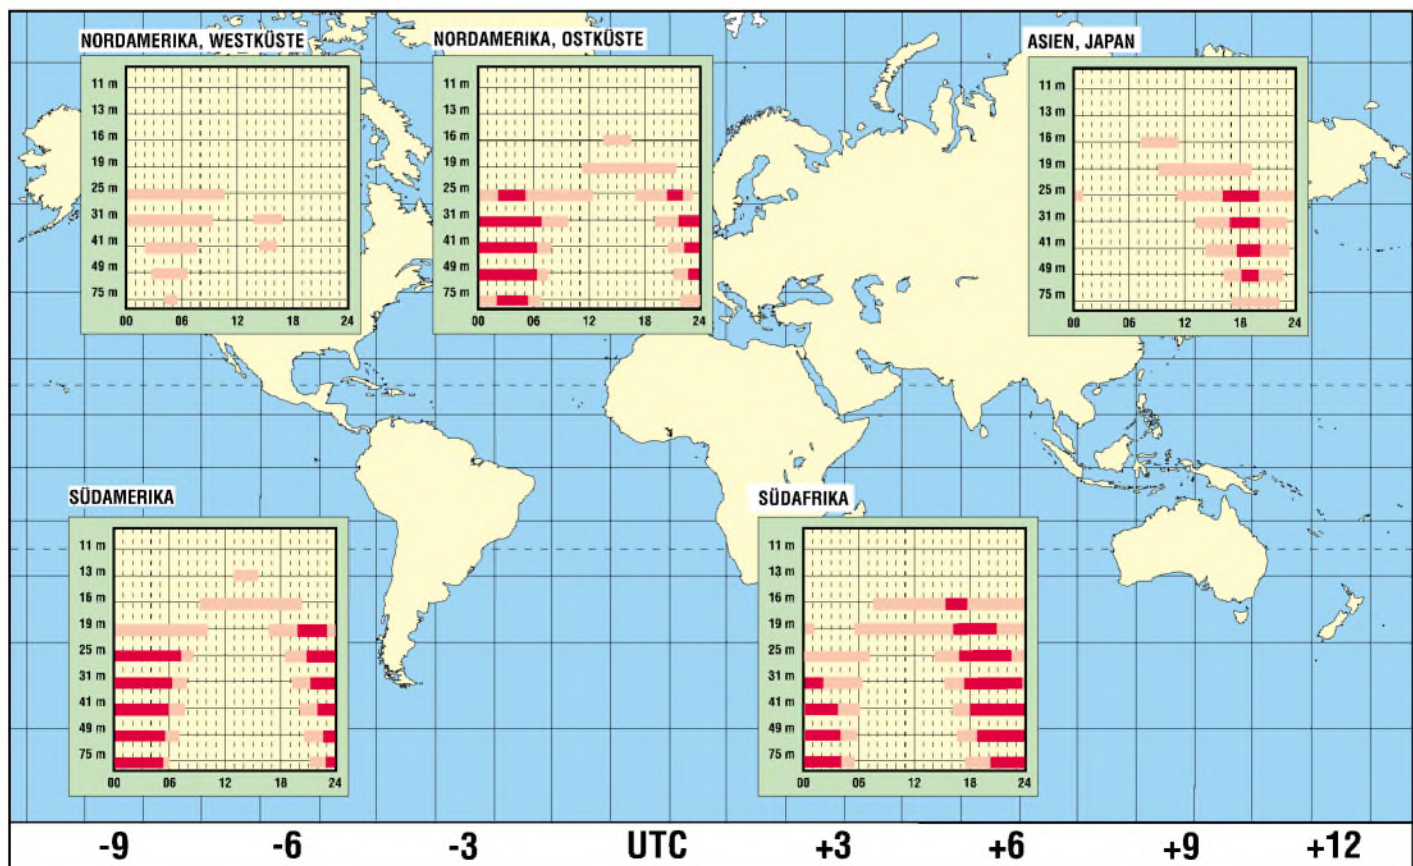 NORDAMERIKA, WESTKÜSTE
11 m
13 m
16 m
19 m
25 m
31 m
41 m
49 m
75 m
00 06 12 18 24
NORDAMERIKA, OSTKÜSTE
11 m
13 m
16 m
19 m
25 m
31 m
41 m
49 m
75 m
00 06 12 18 24
ASIEN, JAPAN
11 m
13 m
16 m
19 m
25 m
31 m
41 m
49 m
75 m
00 06 12 18 24
SÜDAMERIKA
11 m
13 m
16 m
19 m
25 m
31 m
41 m
49 m
75 m
00 06 12 18 24
SÜDAFRIKA
11 m
13 m
16 m
19 m
25 m
31 m
41 m
49 m
75 m
00 06 12 18 24
-9 -6 -3 UTC +3 +6 +9 +12